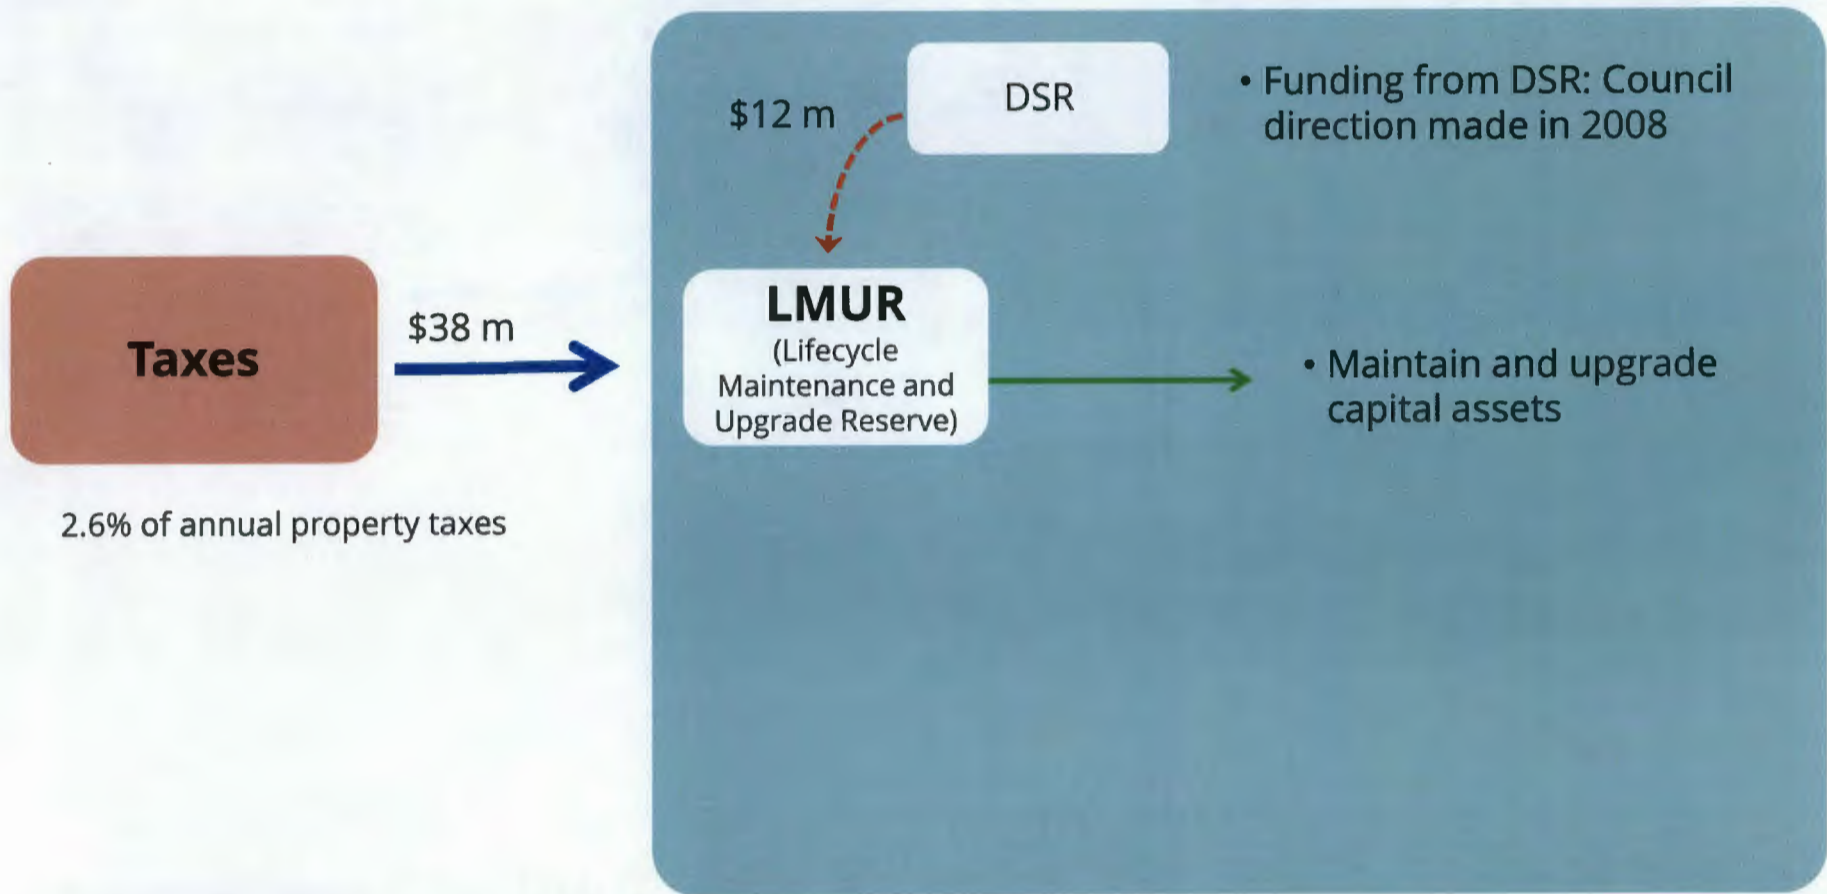 $12 m
DSR
• Funding from DSR: Council
direction made in 2008
Taxes
$38 m
LMUR
(Lifecycle
Maintenance and
Upgrade Reserve)
• Maintain and upgrade
capital assets
2.6% of annual property taxes